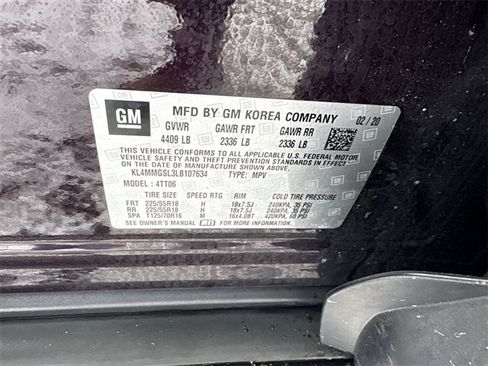 GM
MFD BY GM KOREA COMPANY 02 / 20
GVWR GAWR FRT GAWR RR
4409 LB 2336 LB 2336 LB
THIS VEHICLE CONFORMS TO ALL APPLICABLE U.S. FEDERAL MOTOR
VEHICLE SAFETY, BUMPER, AND THEFT PREVENTION STANDARDS IN EFFECT
ON THE DATE OF MANUFACTURE SHOWN ABOVE.
KL4MMGSL3LB107634 TYPE: MPV
MODEL : 4TT06
TIRE SIZE SPEED RTG RIM COLD TIRE PRESSURE
FRT 225/55R18 H 18x7.5J 240KPA, 35 PSI
RR 225/55R18 H 18x7.5J 240KPA, 35 PSI
SPA T125/70R16 M 16x4.0BT 420KPA, 60 PSI
SEE OWNER'S MANUAL FOR MORE INFORMATION.